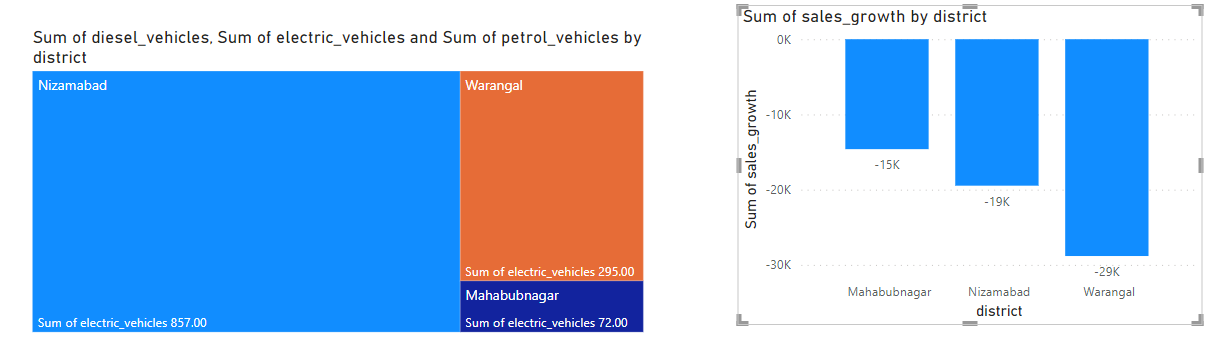 Sum of diesel_vehicles, Sum of electric_vehicles and Sum of petrol_vehicles by
district
Nizamabad
Sum of electric_vehicles 857.00
Warangal
Sum of electric_vehicles 295.00
Mahabubnagar
Sum of electric_vehicles 72.00
Sum of sales_growth by district
Sum of sales_growth
0K
-10K
-20K
-30K
-15K
-19K
-29K
Mahabubnagar
Nizamabad
Warangal
district